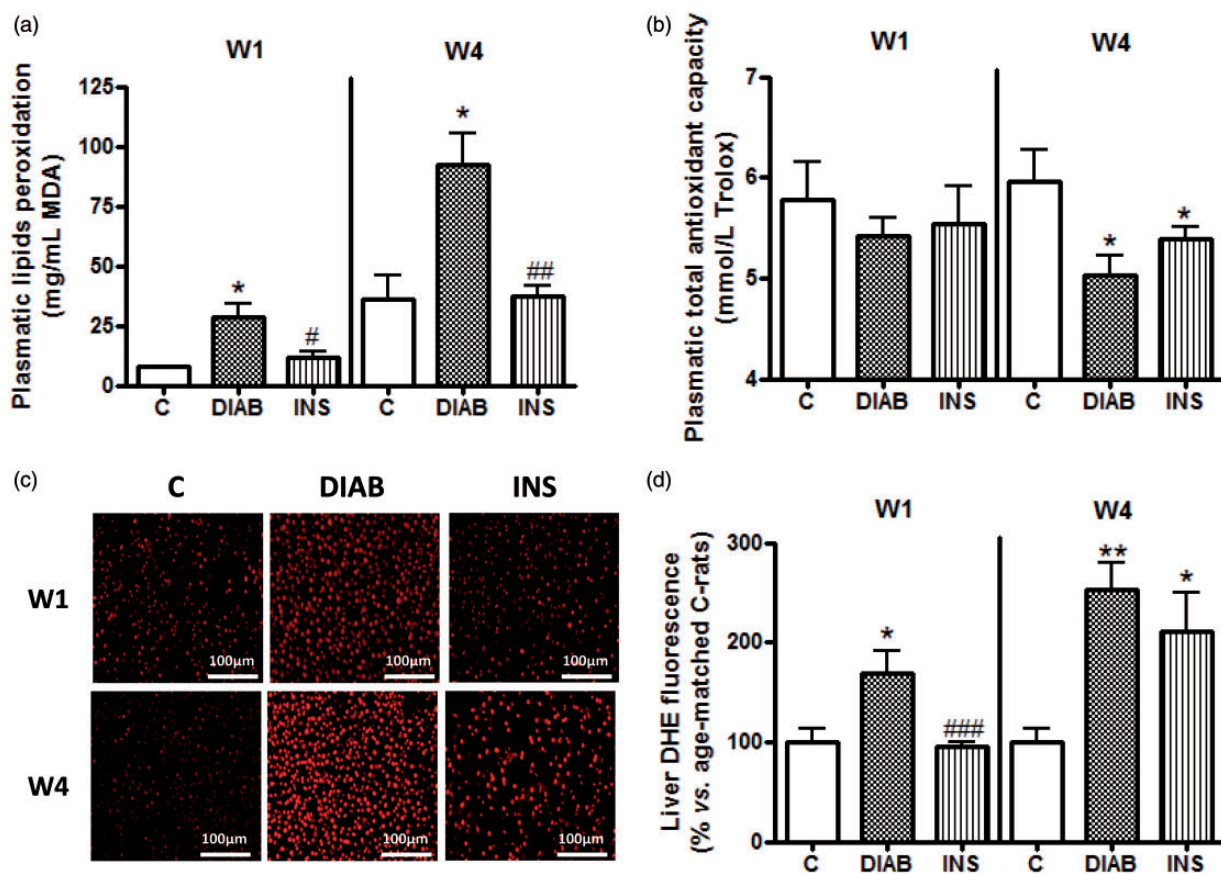 (a)
W1 W4
Plasmatic lipids peroxidation
(mg/mL MDA)
125
100
75
50
25
0
*
#
*
##
C DIAB INS C DIAB INS
(b)
W1 W4
Plasmatic total antioxidant capacity
(mmol/L Trolox)
7
6
5
4
*
*
C DIAB INS C DIAB INS
(c)
C DIAB INS
W1
100µm 100µm 100µm
W4
100µm 100µm 100µm
(d)
W1 W4
Liver DHE fluorescence
(% vs. age-matched C-rats)
300
200
100
0
*
###
**
*
C DIAB INS C DIAB INS